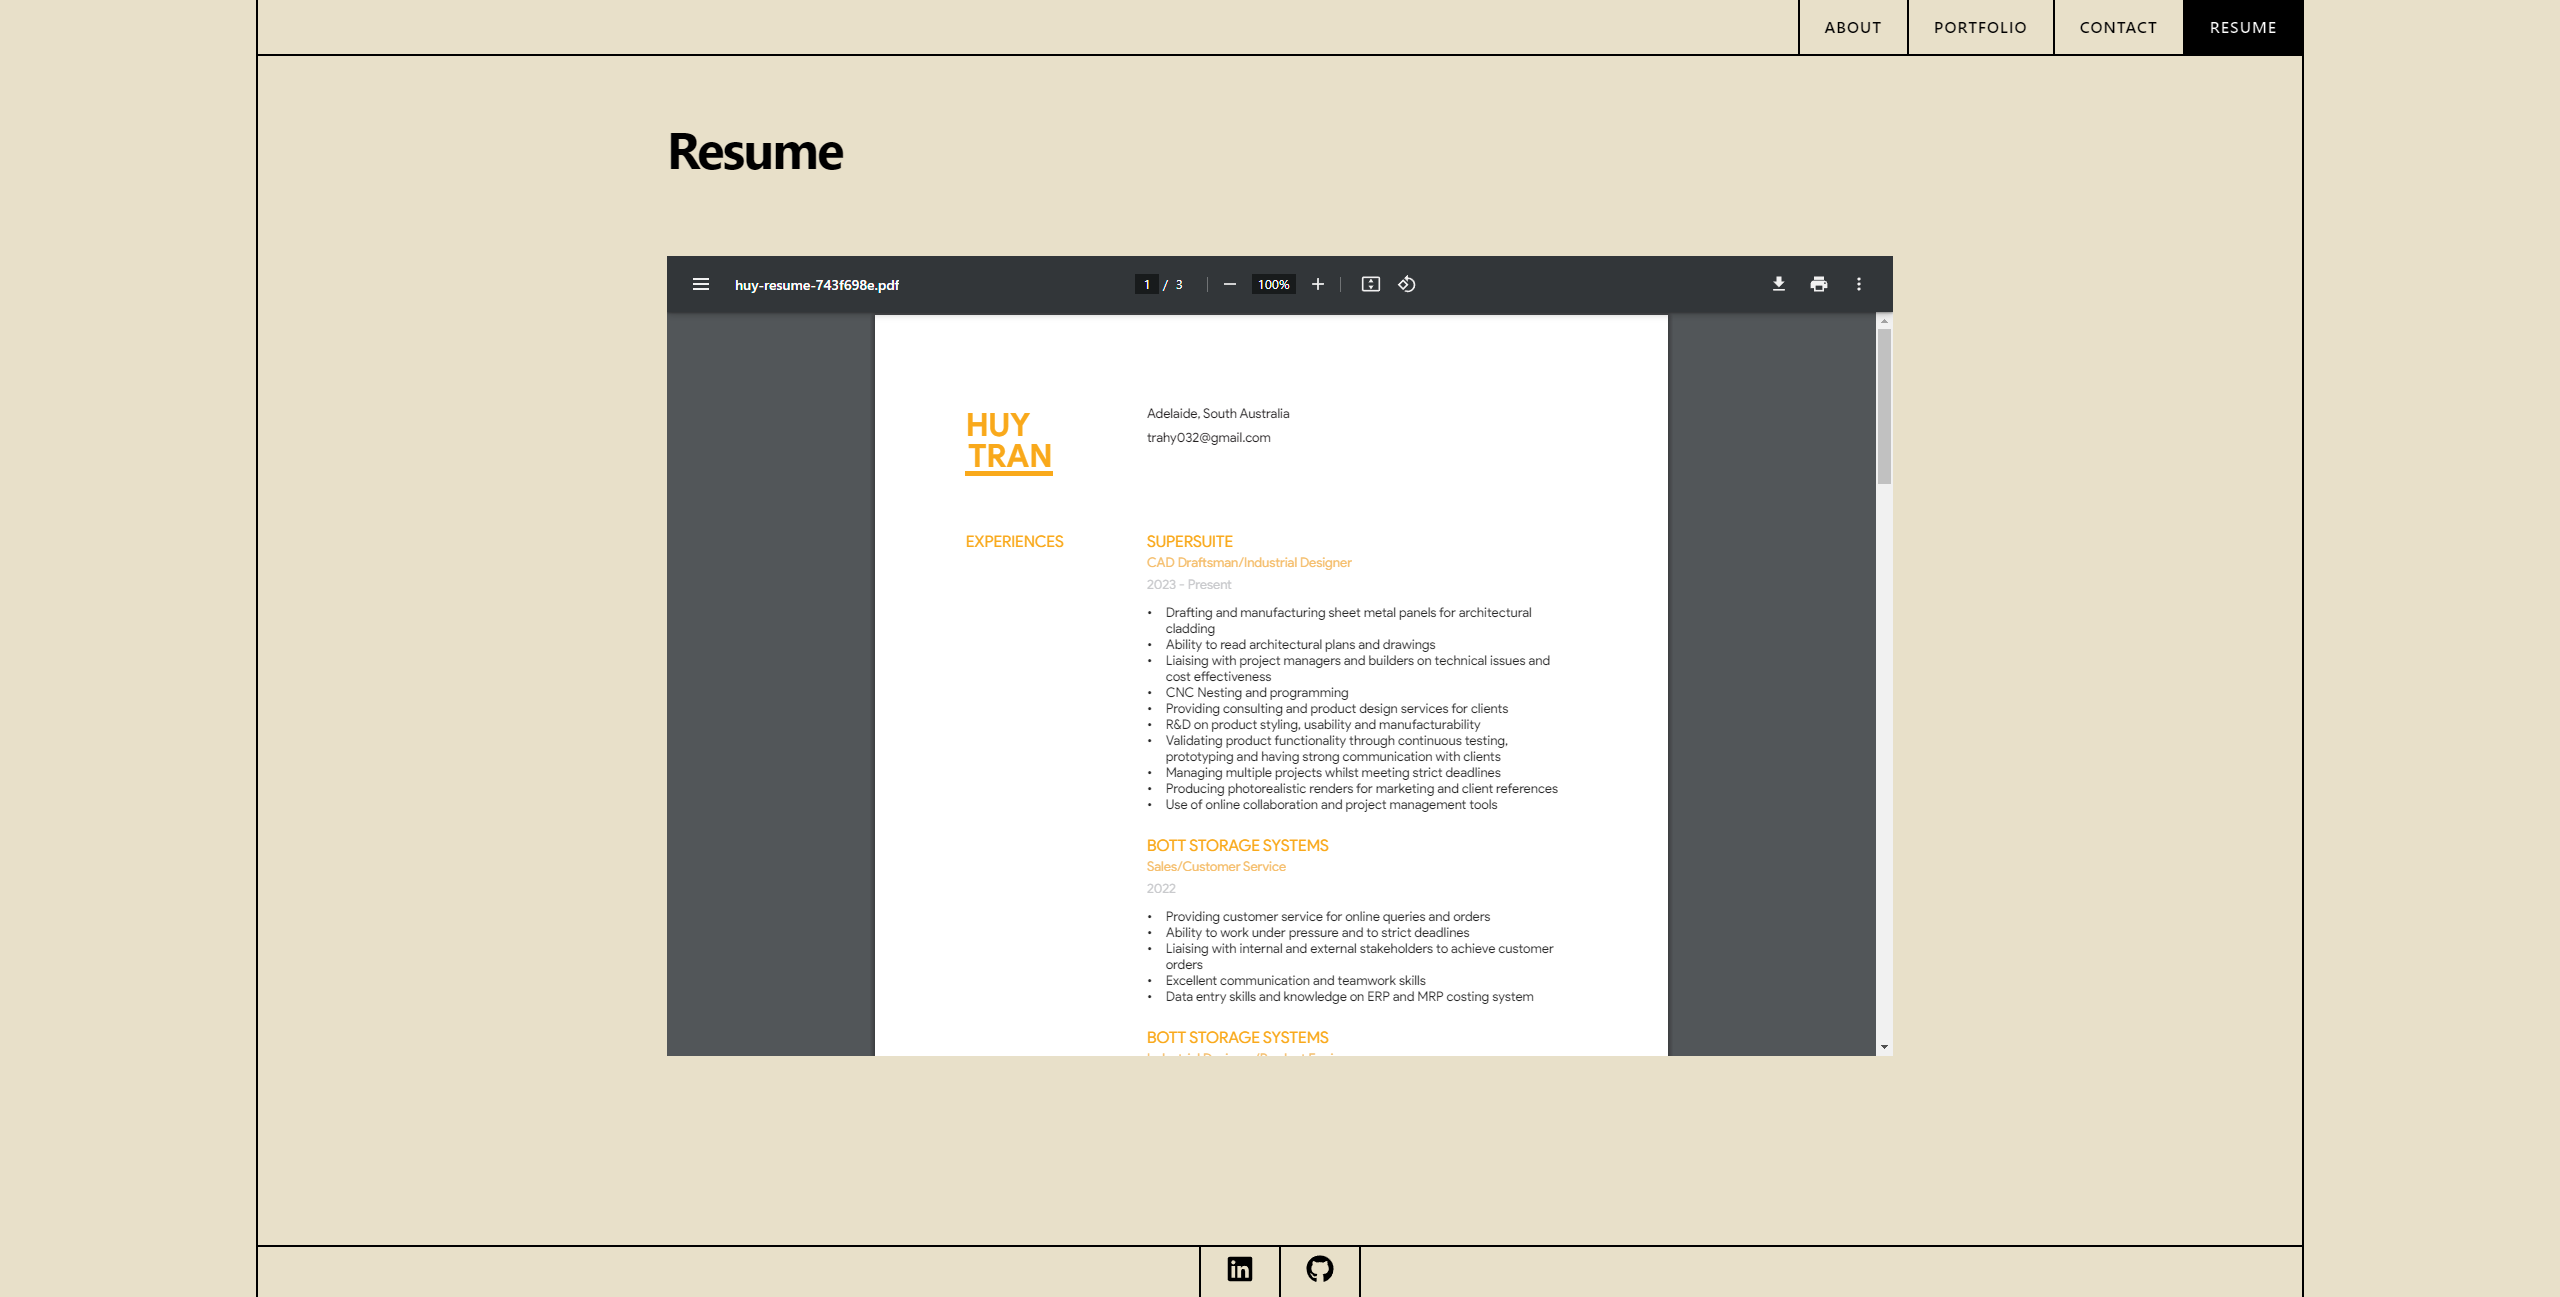 ABOUT PORTFOLIO CONTACT RESUME
Resume
huy-resume-743f698e.pdf 1 / 3 100%
HUY
TRAN
Adelaide, South Australia
trahy032@gmail.com
EXPERIENCES
SUPERSUITE
CAD Draftsman/Industrial Designer
2023 - Present
• Drafting and manufacturing sheet metal panels for architectural
cladding
• Ability to read architectural plans and drawings
• Liaising with project managers and builders on technical issues and
cost effectiveness
• CNC Nesting and programming
• Providing consulting and product design services for clients
• R&D on product styling, usability and manufacturability
• Validating product functionality through continuous testing,
prototyping and having strong communication with clients
• Managing multiple projects whilst meeting strict deadlines
• Producing photorealistic renders for marketing and client references
• Use of online collaboration and project management tools
BOTT STORAGE SYSTEMS
Sales/Customer Service
2022
• Providing customer service for online queries and orders
• Ability to work under pressure and to strict deadlines
• Liaising with internal and external stakeholders to achieve customer
orders
• Excellent communication and teamwork skills
• Data entry skills and knowledge on ERP and MRP costing system
BOTT STORAGE SYSTEMS